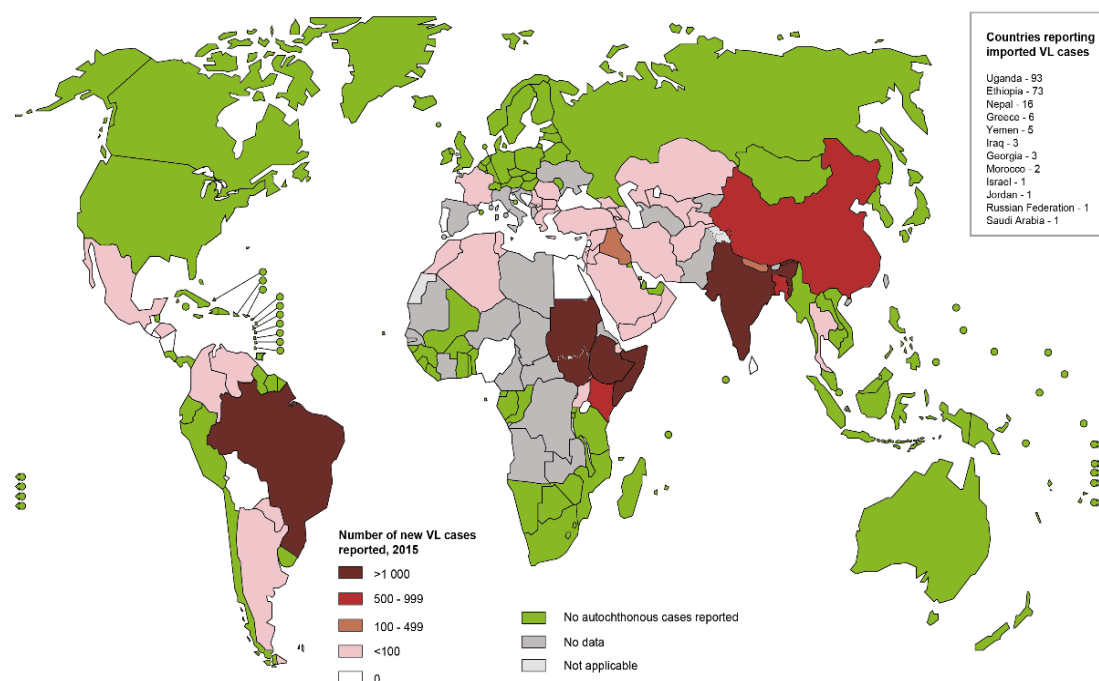 Countries reporting
imported VL cases
Uganda - 93
Ethiopia - 73
Nepal - 16
Greece - 6
Yemen - 5
Iraq - 3
Georgia - 3
Morocco - 2
Israel - 1
Jordan - 1
Russian Federation - 1
Saudi Arabia - 1
Number of new VL cases
reported, 2015
>1 000
500 - 999
100 - 499
<100
0
No autochthonous cases reported
No data
Not applicable